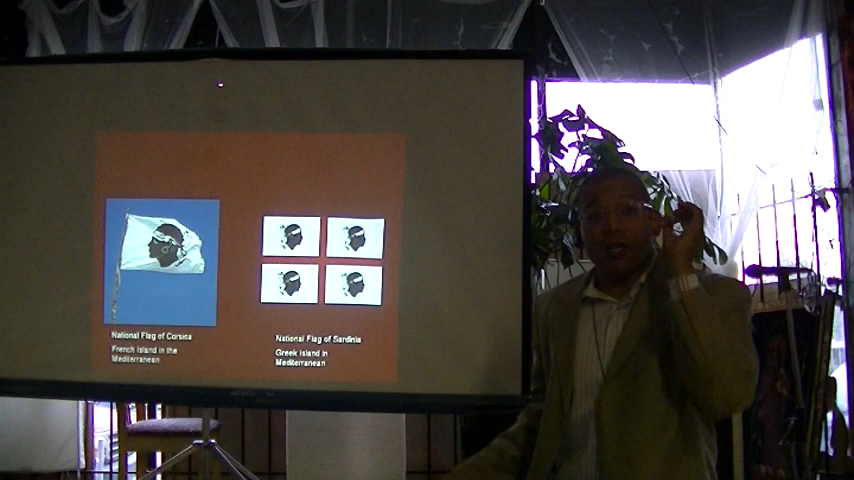 National Flag of Corsica
French Island in the
Mediterranean
National Flag of Sardinia
Greek Island in
Mediterranean